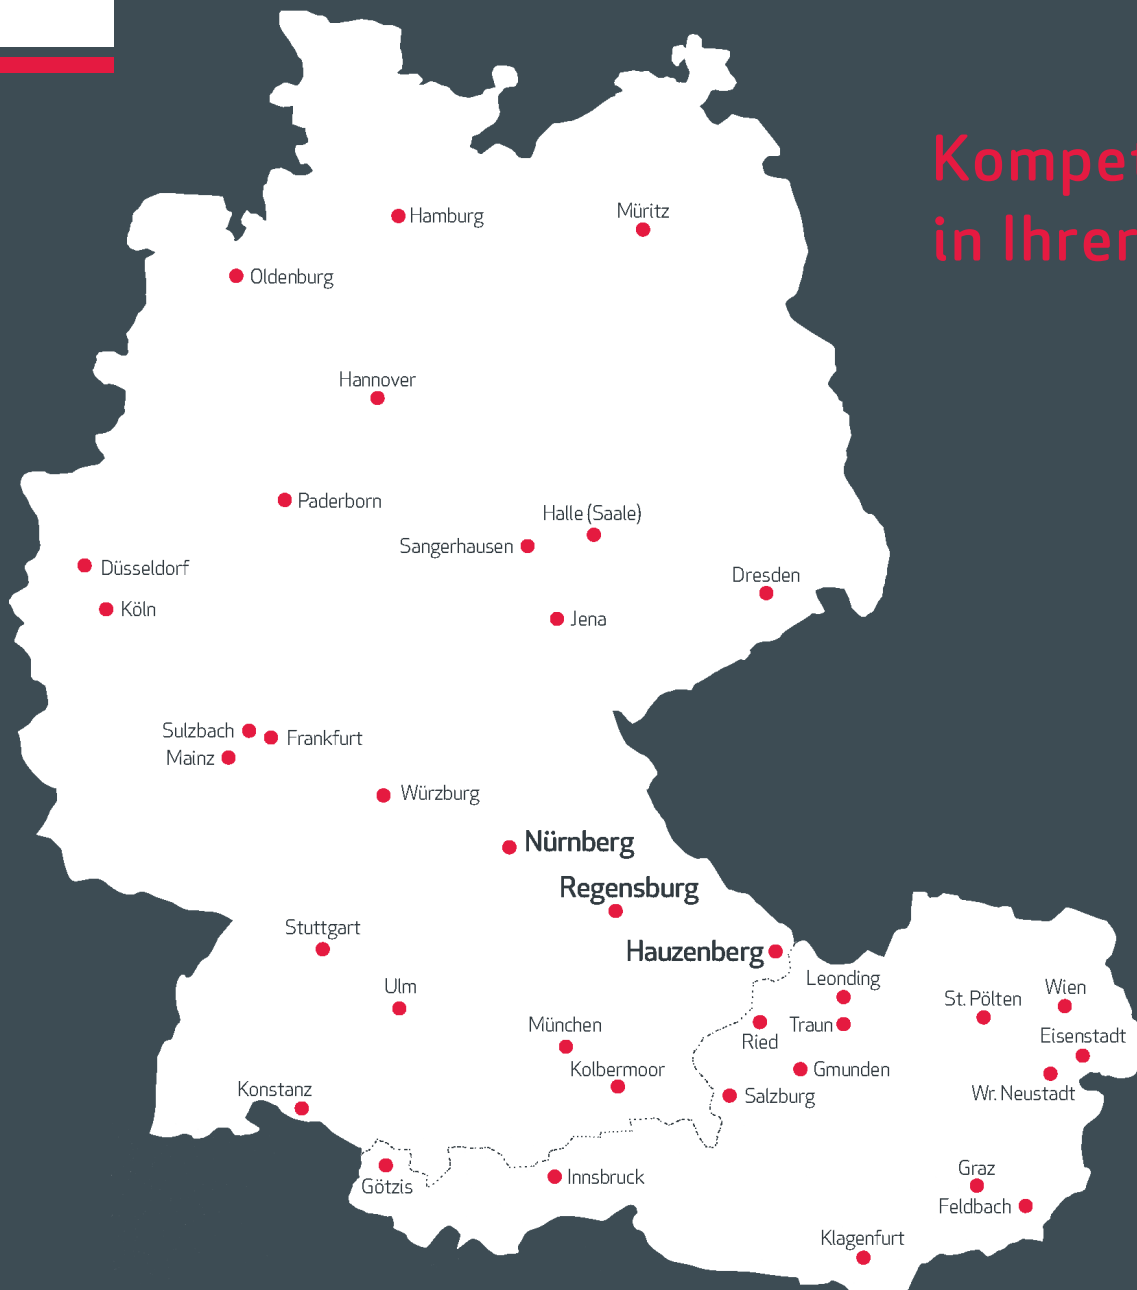 Kompet
in Ihrer
Hamburg
Müritz
Oldenburg
Hannover
Paderborn
Halle (Saale)
Sangerhausen
Düsseldorf
Dresden
Köln
Jena
Sulzbach
Frankfurt
Mainz
Würzburg
Nürnberg
Regensburg
Stuttgart
Hauzenberg
Leonding
Ulm
Wien
St. Pölten
München
Traun
Eisenstadt
Ried
Kolbermoor
Gmunden
Konstanz
Salzburg
Wr. Neustadt
Graz
Innsbruck
Götzis
Feldbach
Klagenfurt